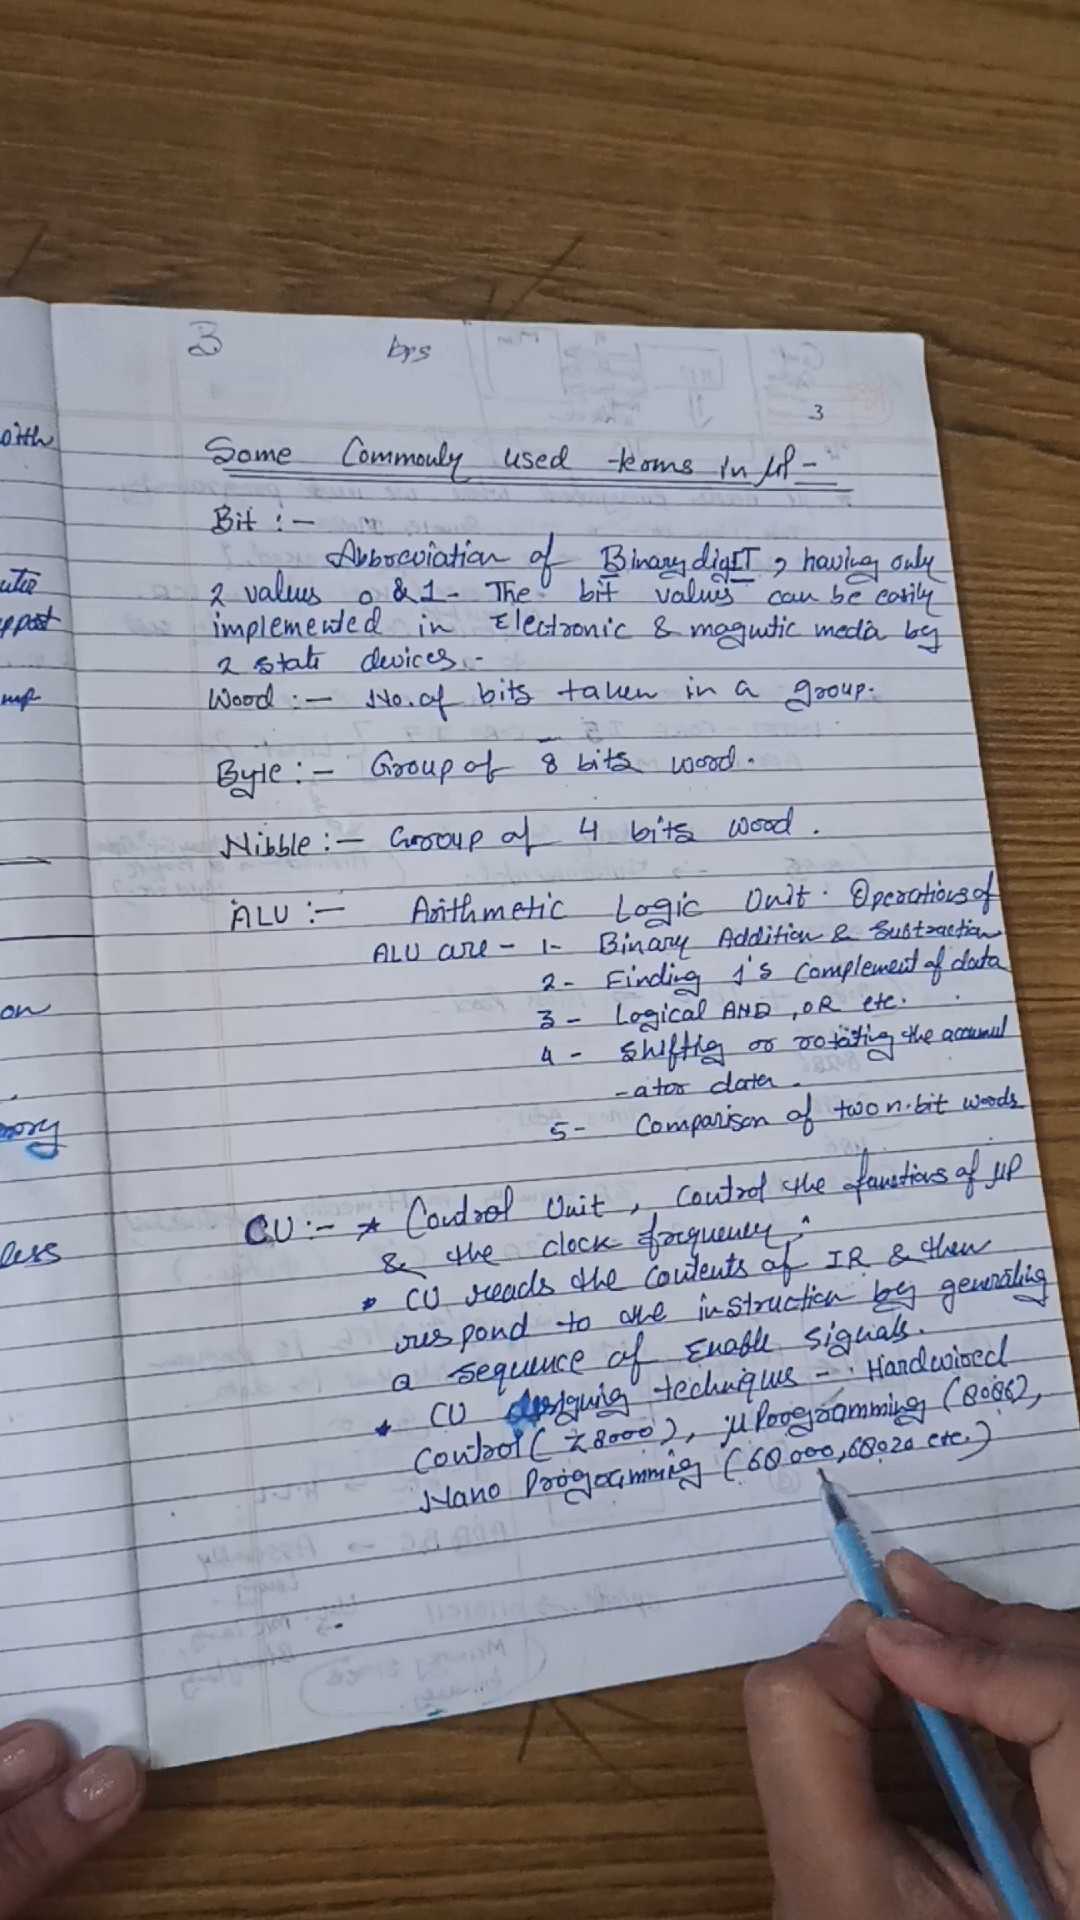 3 brs
3
Some Commonly used terms in μP -
Bit :-
Abbreviation of Binary digIT, having only
2 values 0 & 1- The bit values can be easily
implemented in Electronic & magnetic media by
2 state devices.-
Word :- No. of bits taken in a group.
Byte :- Group of 8 bits word.
Nibble :- Group of 4 bits word.
ALU :- Arithmetic Logic Unit. Operations of
ALU are - 1- Binary Addition & Subtraction
2- Finding 1's complement of data
3- Logical AND, OR etc.
4- Shiftig or rotating the accumul
-ator data.
5- Comparison of two n-bit words
CU :- * Control Unit, Control the functions of μP
& the clock frequency.
* CU reads the contents of IR & then
respond to the instruction by generating
a sequence of Enable Signals.
* CU designing techniques - Hardwired
Control (Z8000), μProgramming (8086),
Nano Programming (68000, 68020 etc.)
with
on
less